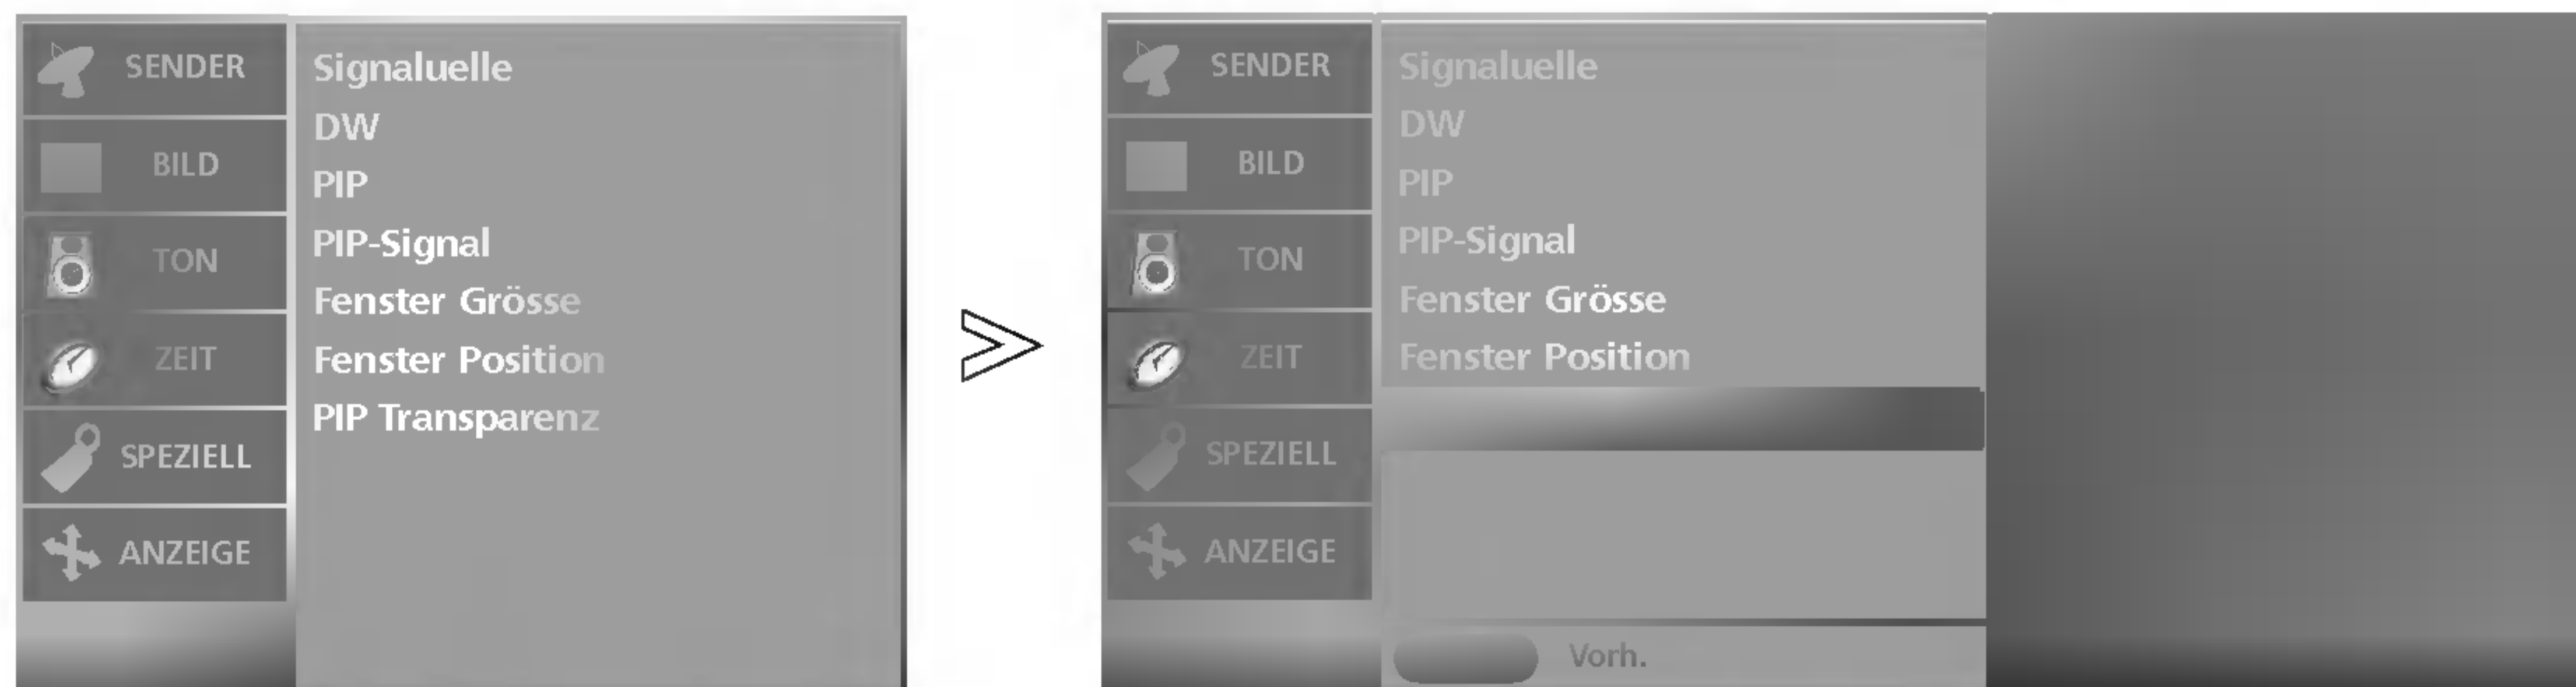 SENDER
BILD
TON
ZEIT
SPEZIELL
ANZEIGE
Signaluelle
DW
PIP
PIP-Signal
Fenster Grösse
Fenster Position
PIP Transparenz
SENDER
BILD
TON
ZEIT
SPEZIELL
ANZEIGE
Signaluelle
DW
PIP
PIP-Signal
Fenster Grösse
Fenster Position
Vorh.